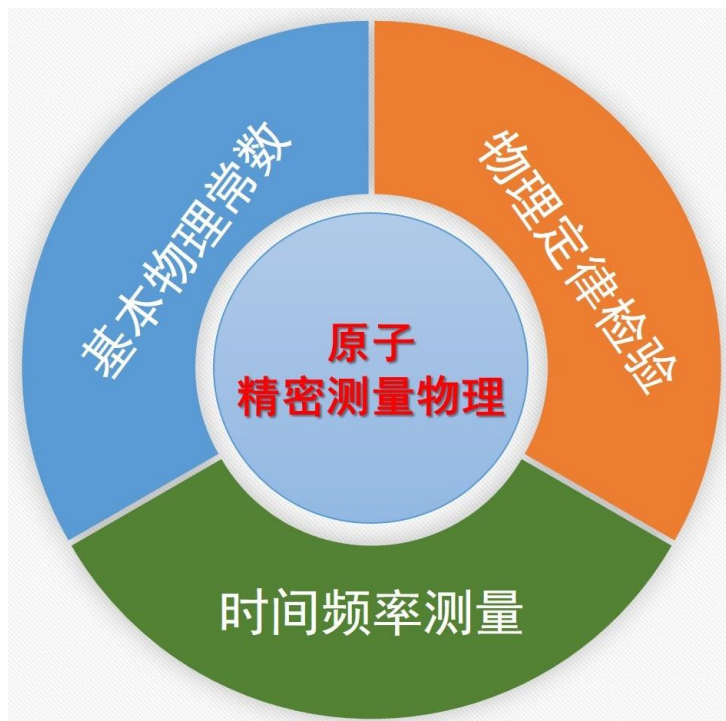 基本物理常数
物理定律检验
原子
精密测量物理
时间频率测量